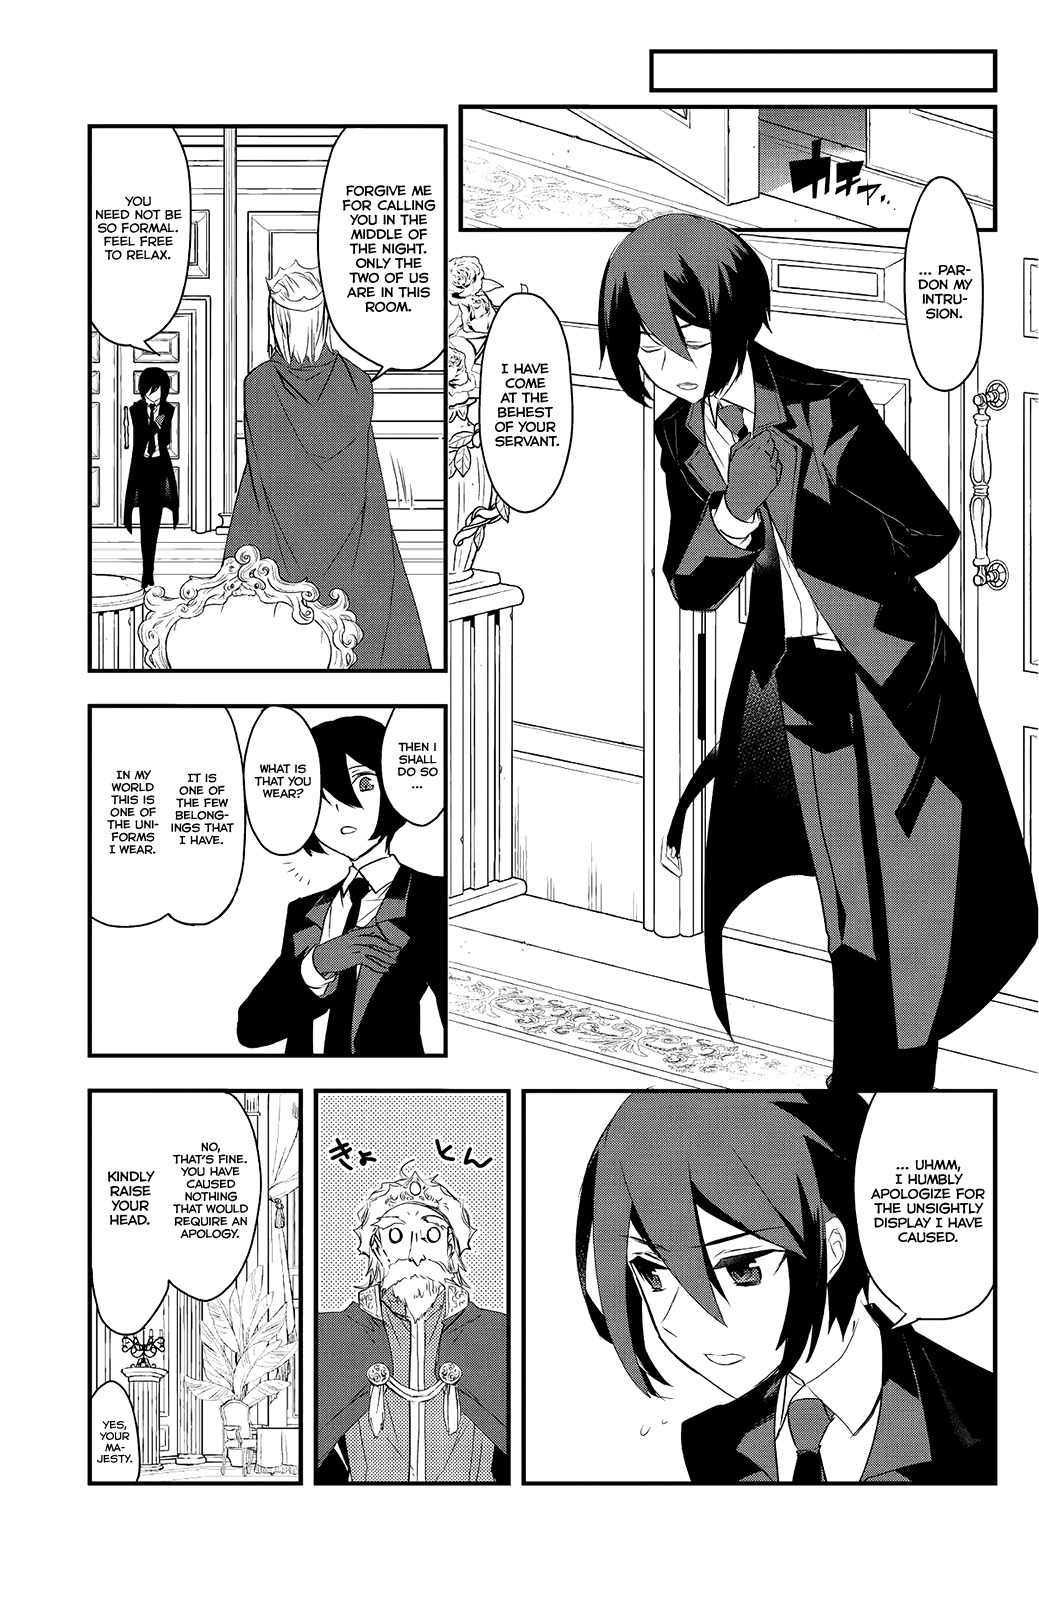 ガチャ..
... PAR-
DON MY
INTRU-
SION.
I HAVE
COME
AT THE
BEHEST
OF YOUR
SERVANT.
FORGIVE ME
FOR CALLING
YOU IN THE
MIDDLE OF
THE NIGHT.
ONLY THE
TWO OF US
ARE IN THIS
ROOM.
YOU
NEED NOT BE
SO FORMAL.
FEEL FREE
TO RELAX.
THEN I
SHALL
DO SO
...
WHAT IS
THAT YOU
WEAR?
IT IS
ONE OF
THE FEW
BELONG-
INGS THAT
I HAVE.
IN MY
WORLD
THIS IS
ONE OF
THE UNI-
FORMS
I WEAR.
... UHMM,
I HUMBLY
APOLOGIZE FOR
THE UNSIGHTLY
DISPLAY I HAVE
CAUSED.
きょとん
NO,
THAT'S FINE.
YOU HAVE
CAUSED
NOTHING
THAT WOULD
REQUIRE AN
APOLOGY.
KINDLY
RAISE
YOUR
HEAD.
YES,
YOUR
MA-
JESTY.